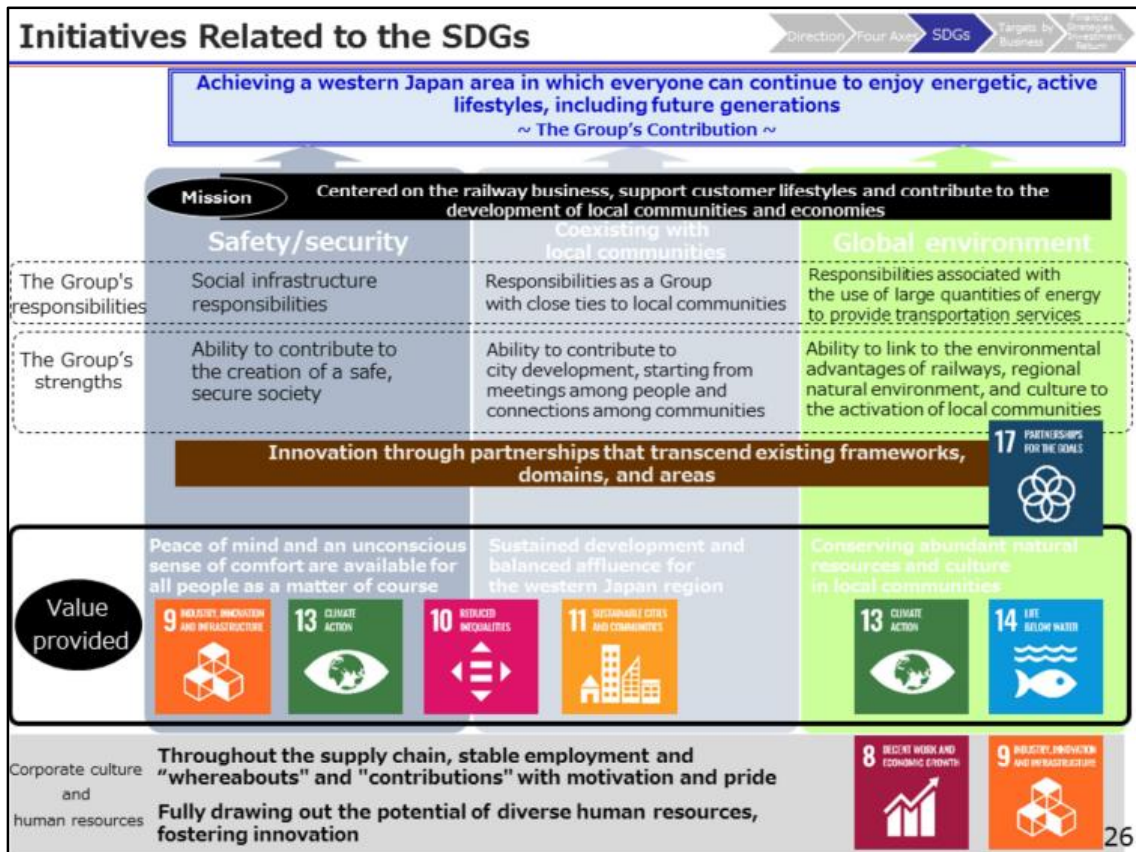 Initiatives Related to the SDGs
Direction
Four Axes
SDGs
Targets by
Business
Financial
Strategies,
Investment,
Return
Achieving a western Japan area in which everyone can continue to enjoy energetic, active
lifestyles, including future generations
~ The Group's Contribution ~
Mission
Centered on the railway business, support customer lifestyles and contribute to the
development of local communities and economies
Safety/security
Coexisting with
local communities
Global environment
The Group's
responsibilities
Social infrastructure
responsibilities
Responsibilities as a Group
with close ties to local communities
Responsibilities associated with
the use of large quantities of energy
to provide transportation services
The Group's
strengths
Ability to contribute to
the creation of a safe,
secure society
Ability to contribute to
city development, starting from
meetings among people and
connections among communities
Ability to link to the environmental
advantages of railways, regional
natural environment, and culture to
the activation of local communities
Innovation through partnerships that transcend existing frameworks,
domains, and areas
17 PARTNERSHIPS
FOR THE GOALS
Value
provided
Peace of mind and an unconscious
sense of comfort are available for
all people as a matter of course
Sustained development and
balanced affluence for
the western Japan region
Conserving abundant natural
resources and culture
in local communities
9 INDUSTRY, INNOVATION
AND INFRASTRUCTURE
13 CLIMATE
ACTION
10 REDUCED
INEQUALITIES
11 SUSTAINABLE CITIES
AND COMMUNITIES
13 CLIMATE
ACTION
14 LIFE
BELOW WATER
Corporate culture
and
human resources
Throughout the supply chain, stable employment and
“whereabouts" and "contributions" with motivation and pride
Fully drawing out the potential of diverse human resources,
fostering innovation
8 DECENT WORK AND
ECONOMIC GROWTH
9 INDUSTRY, INNOVATION
AND INFRASTRUCTURE
26